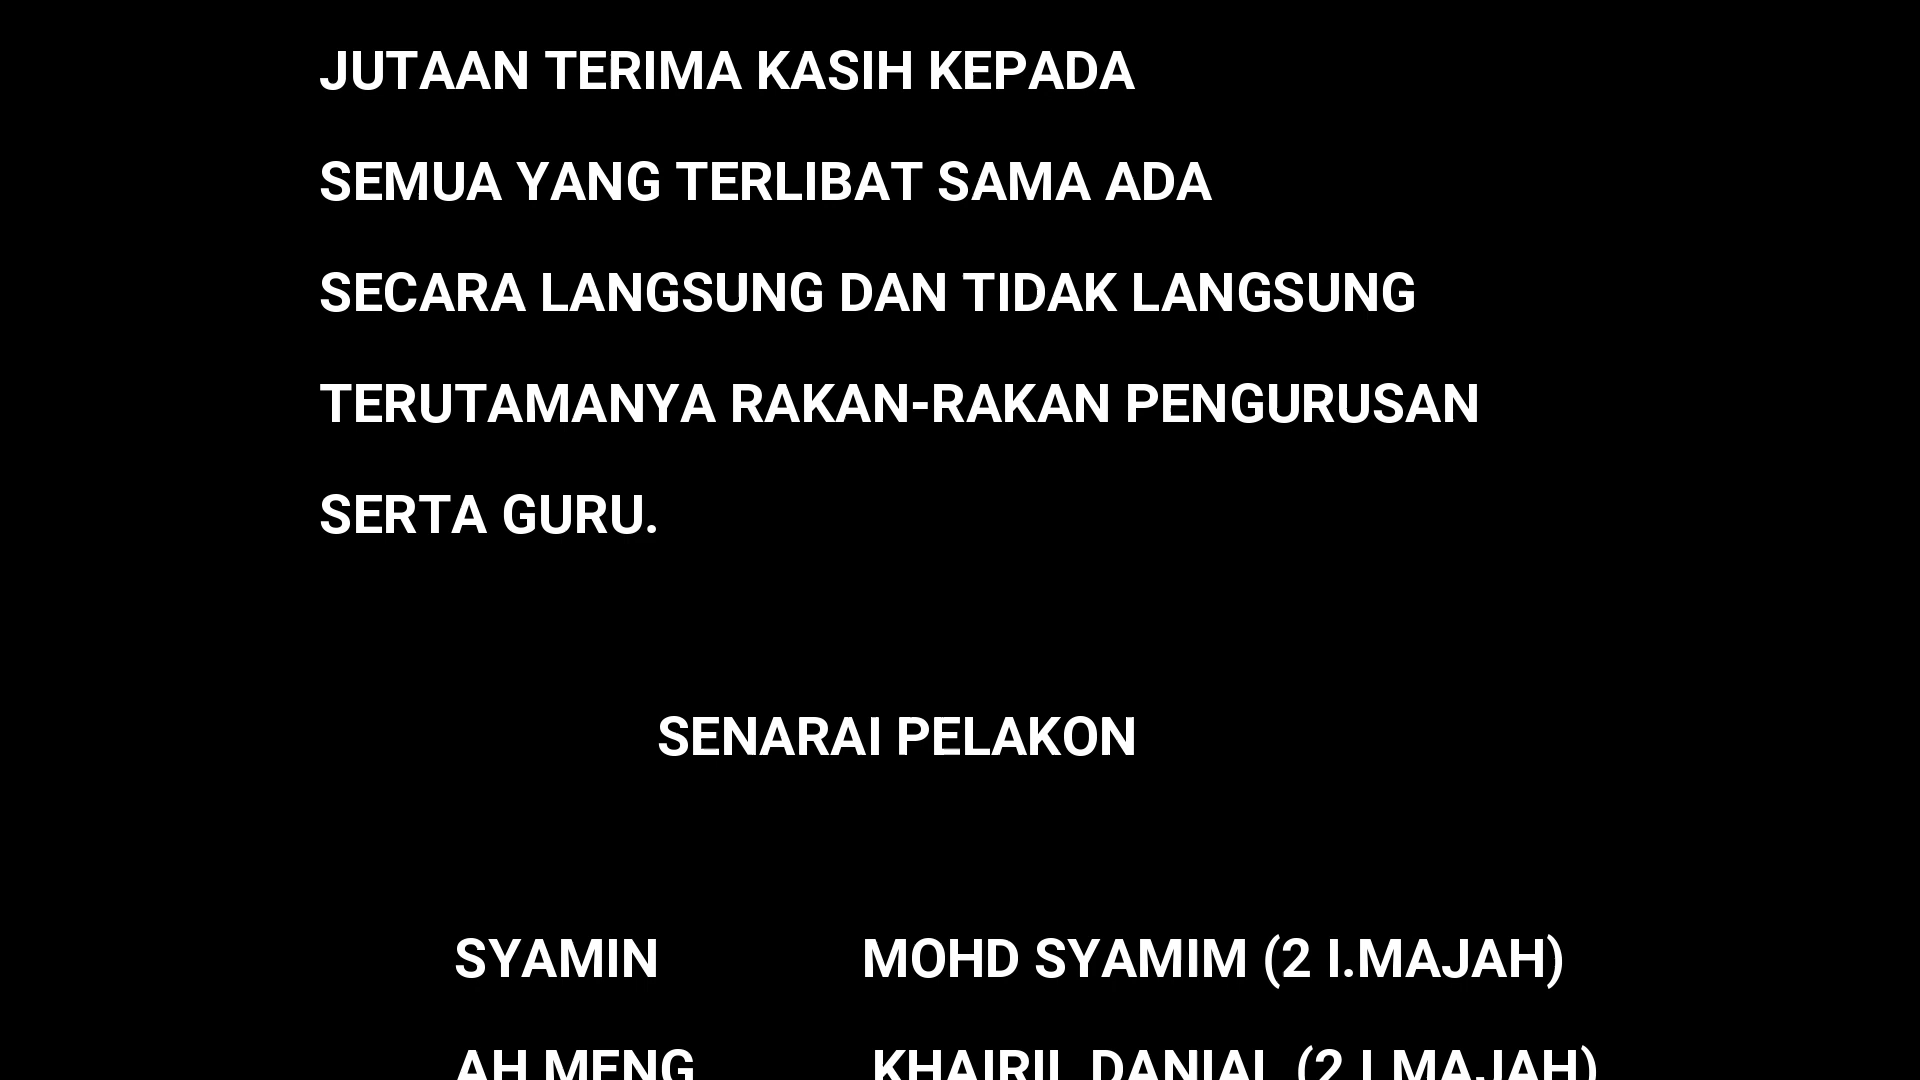 JUTAAN TERIMA KASIH KEPADA
SEMUA YANG TERLIBAT SAMA ADA
SECARA LANGSUNG DAN TIDAK LANGSUNG
TERUTAMANYA RAKAN-RAKAN PENGURUSAN
SERTA GURU.
SENARAI PELAKON
SYAMIN MOHD SYAMIM (2 I.MAJAH)
AH MENG KHAIRIL DANIAL (2 I.MAJAH)